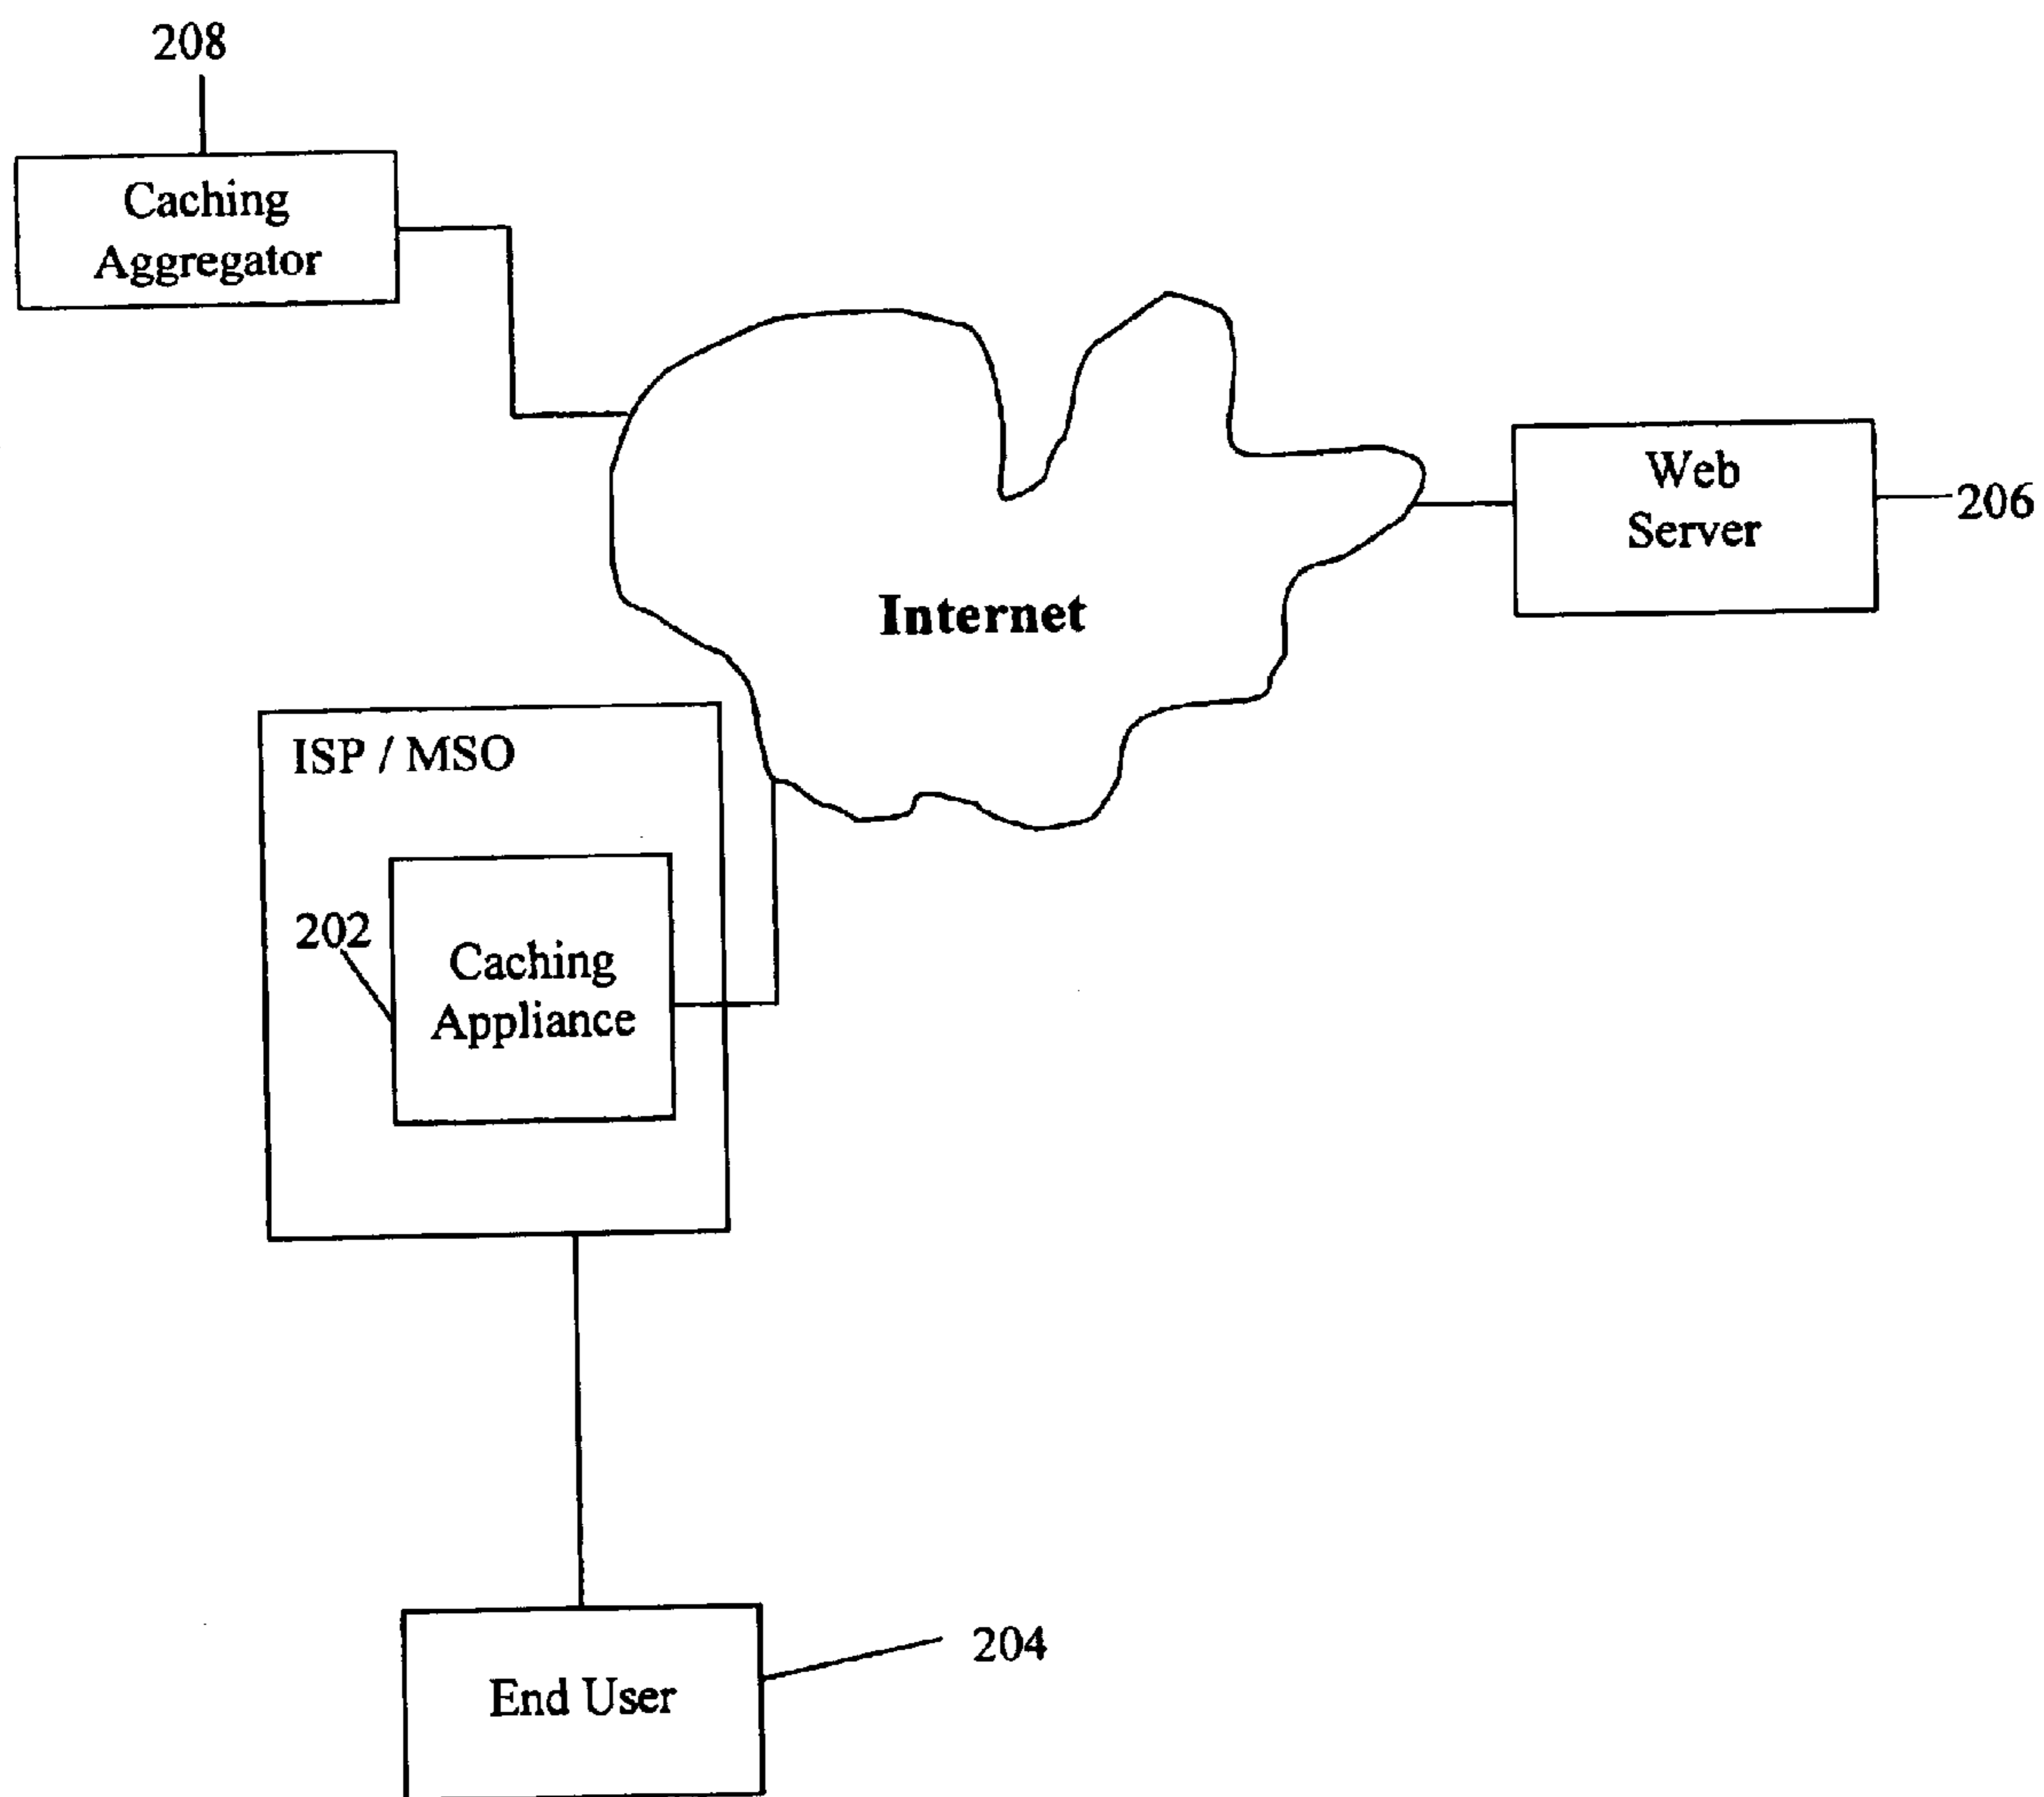 208
Caching
Aggregator
Web
Server
206
Internet
ISP / MSO
202
Caching
Appliance
204
End User